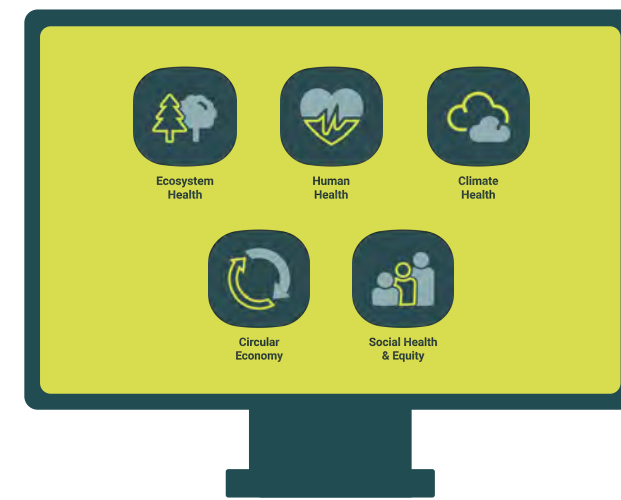 Ecosystem
Health
Human
Health
Climate
Health
Circular
Economy
Social Health
& Equity